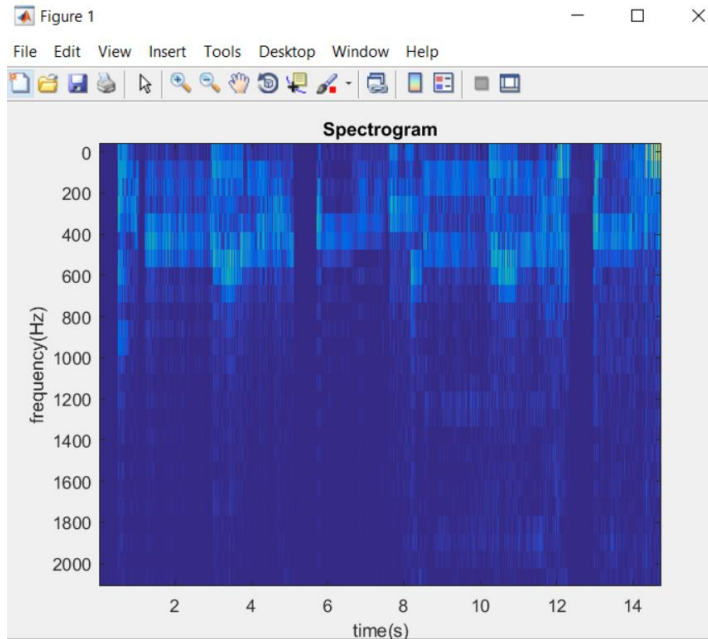 Figure 1
File Edit View Insert Tools Desktop Window Help
Spectrogram
0
200
400
600
800
1000
1200
1400
1600
1800
2000
frequency(Hz)
2 4 6 8 10 12 14
time(s)